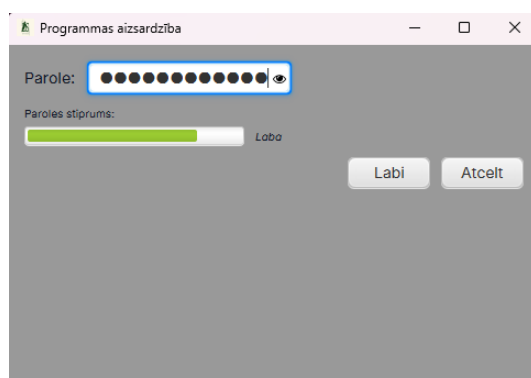 Programmas aizsardzība
Parole: ●●●●●●●●●●●●
Paroles stiprums:
Laba
Labi Atcelt